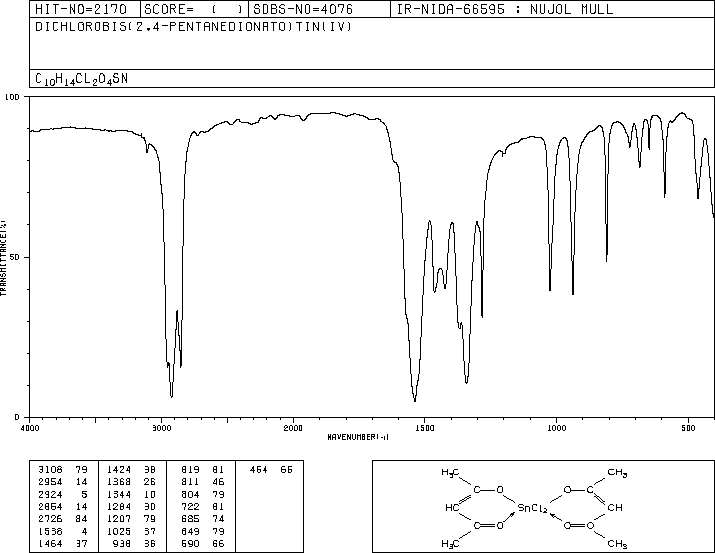 HIT-NO=2170 SCORE= ( ) SDBS-NO=4076 IR-NIDA-66595 : NUJOL MULL
DICHLOROBIS(2,4-PENTANEDIONATO)TIN(IV)
C10H14CL2O4SN
100
50
0
TRANSMITTANCE(%)
4000 3000 2000 1500 1000 500
WAVENUMBER(-1)
3108 79 1424 38 819 81 464 66
2954 14 1368 26 811 46
2924 5 1344 10 804 79
2854 14 1284 30 722 81
2726 84 1207 79 685 74
1538 4 1025 37 649 79
1464 37 938 36 590 66
H3C CH3
C O O C
HC SnCl2 CH
C O O C
H3C CH3